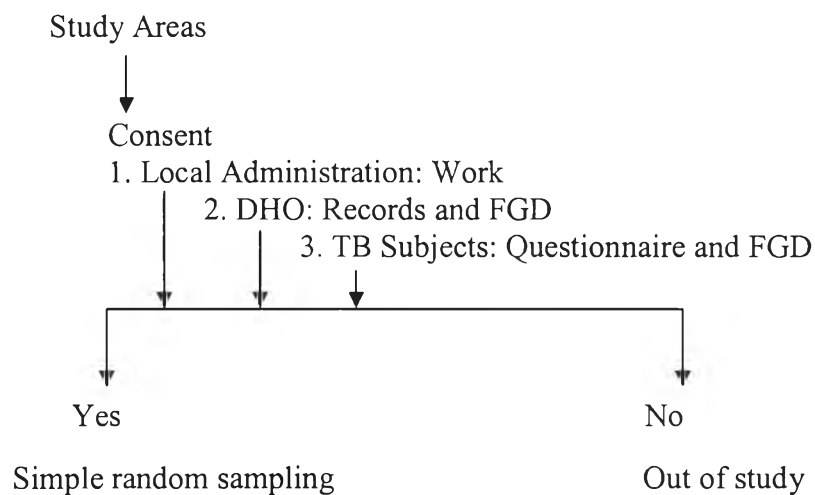 Study Areas
Consent
1. Local Administration: Work
2. DHO: Records and FGD
3. TB Subjects: Questionnaire and FGD
Yes
No
Simple random sampling
Out of study